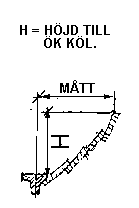 H = HÖJD TILL
ÖK KÖL.
MÅTT
H